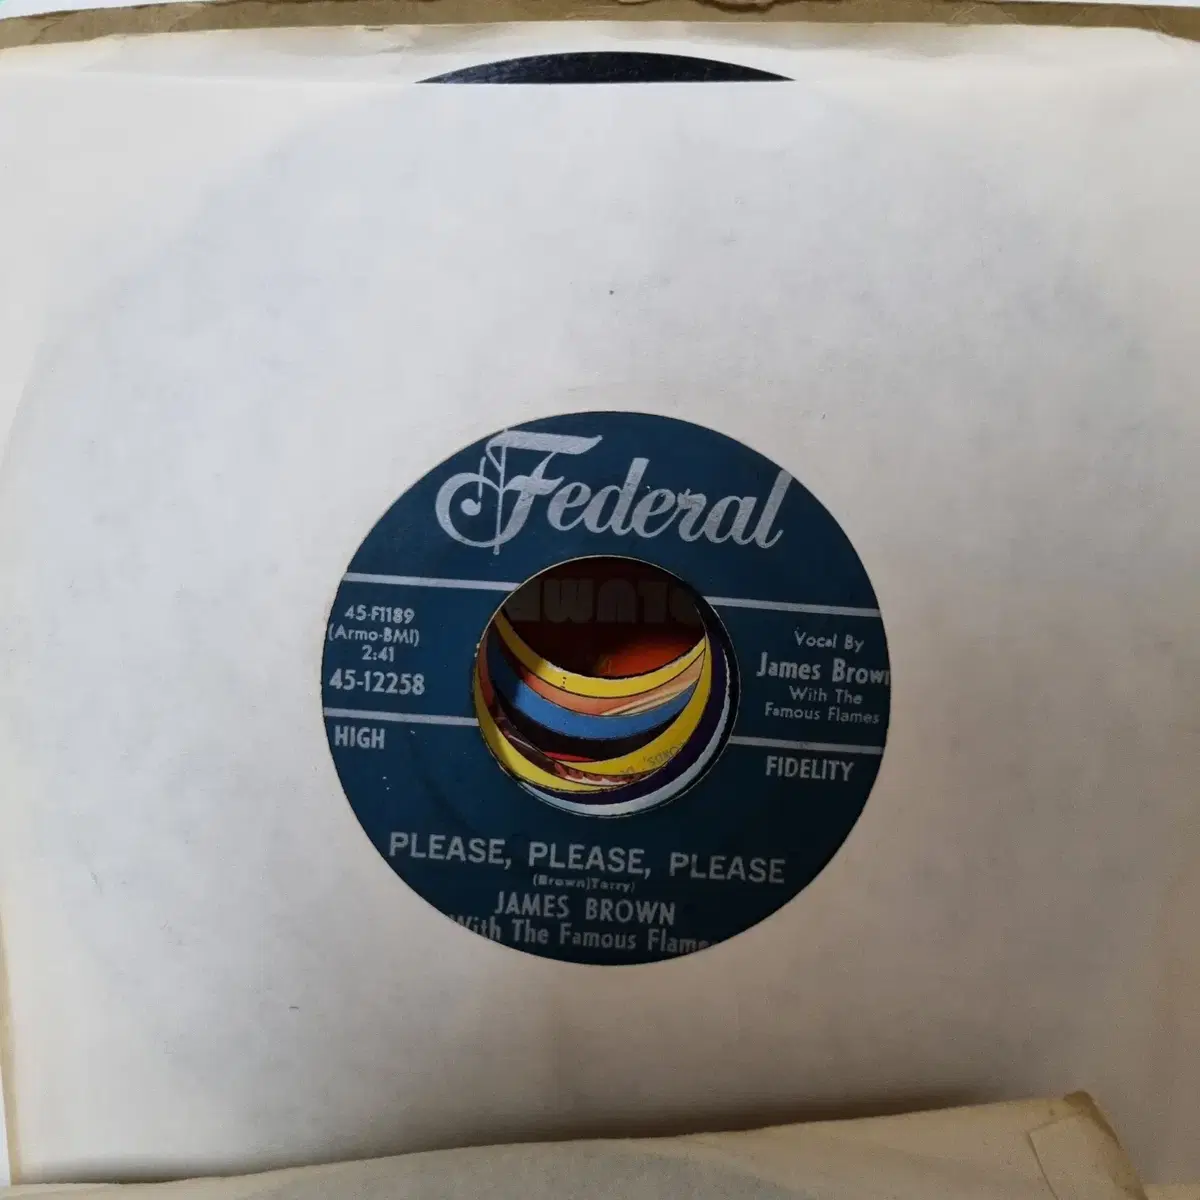 Federal
45-F1189
(Armo-BMI)
2:41
45-12258
HIGH
Vocal By
James Brown
With The
Famous Flames
FIDELITY
PLEASE, PLEASE, PLEASE
(Brown)Terry)
JAMES BROWN
With The Famous Flame